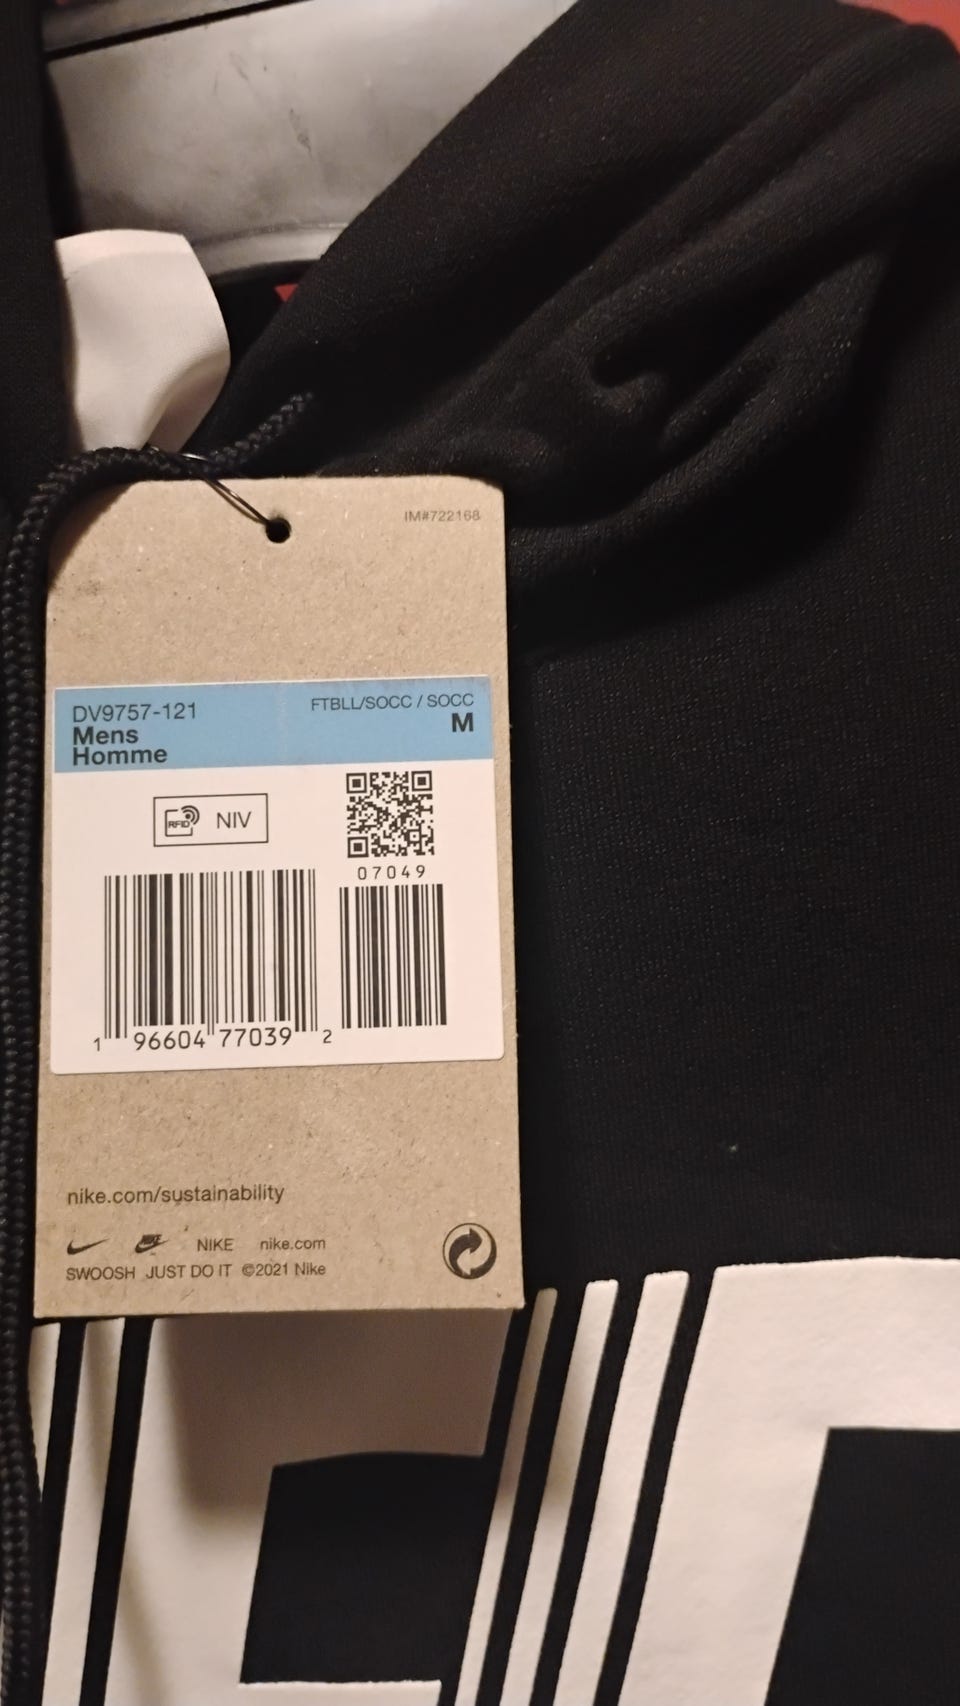 IM#722168
DV9757-121
FTBLL/SOCC / SOCC
Mens
M
Homme
RFID NIV
07049
1 96604 77039 2
nike.com/sustainability
NIKE nike.com
SWOOSH JUST DO IT ©2021 Nike